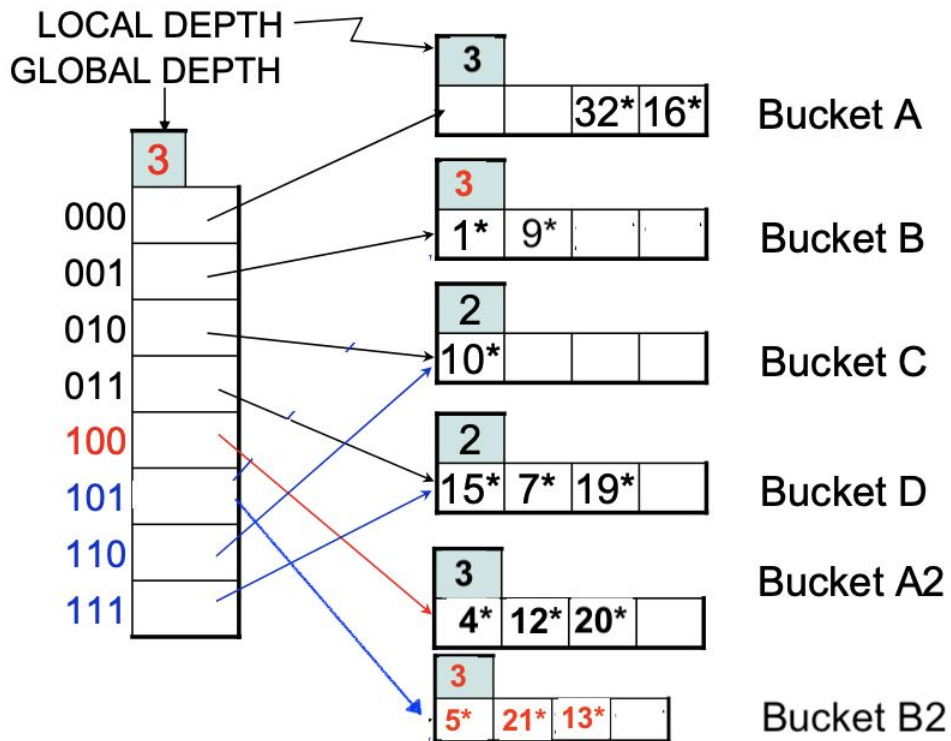 LOCAL DEPTH
GLOBAL DEPTH
3
000
001
010
011
100
101
110
111
3
32* 16*
Bucket A
3
1* 9*
Bucket B
2
10*
Bucket C
2
15* 7* 19*
Bucket D
3
4* 12* 20*
Bucket A2
3
5* 21* 13*
Bucket B2